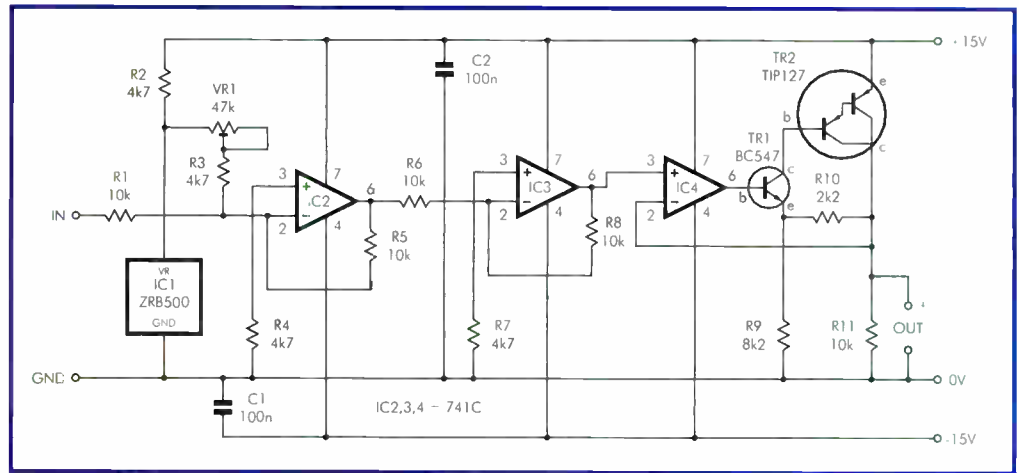 R2
4k7
VR1
47k
R3
4k7
R1
10k
IN
VR
IC1
ZRB500
GND
GND
C1
100n
R4
4k7
3
+
IC2
−
2
7
4
6
R5
10k
R6
10k
C2
100n
R7
4k7
3
+
IC3
−
2
7
4
6
R8
10k
3
+
IC4
−
2
7
4
6
TR1
BC547
b
c
e
TR2
TIP127
b
e
c
R10
2k2
R9
8k2
R11
10k
+
OUT
-
+15V
0V
-15V
IC2,3,4 – 741C